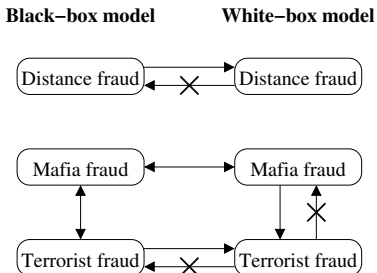 Black−box model White−box model
Distance fraud Distance fraud
Mafia fraud Mafia fraud
Terrorist fraud Terrorist fraud